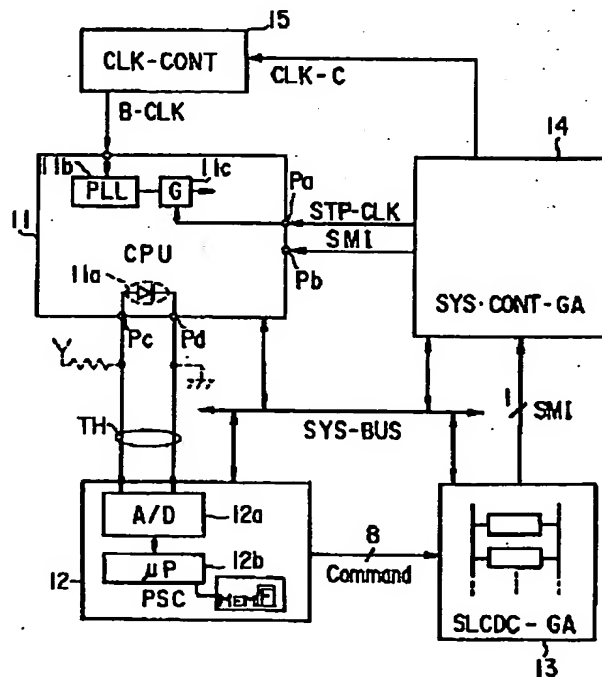 15
CLK-CONT
CLK-C
B-CLK
14
11b
11c
PLL
G
Pa
STP-CLK
11
SMI
CPU
Pb
11a
SYS·CONT-GA
Pc
Pd
Y
1
SMI
TH
SYS-BUS
A/D
12a
8
μP
12b
Command
12
PSC
F
SLCDC-GA
13